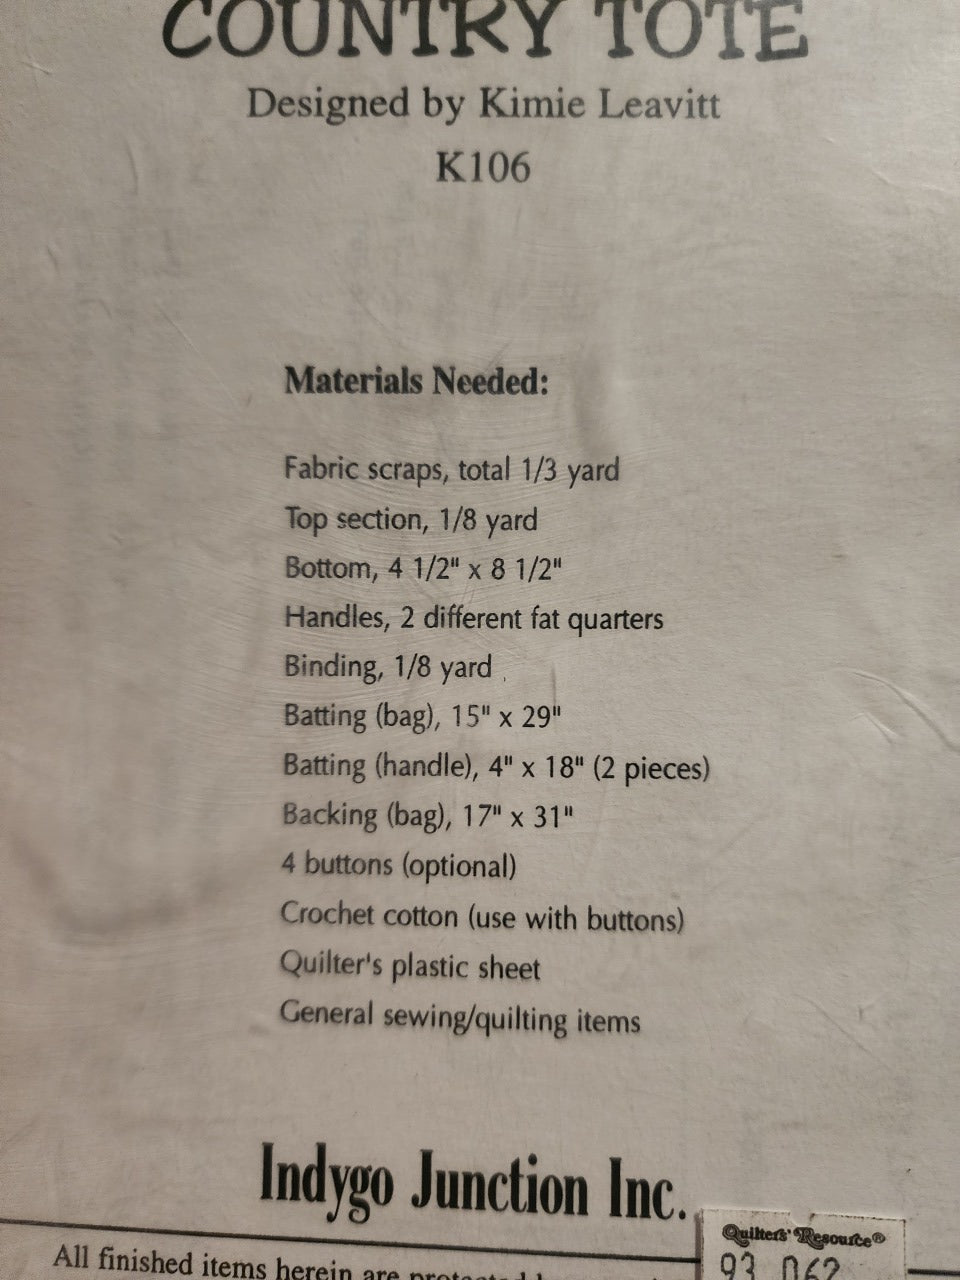 COUNTRY TOTE
Designed by Kimie Leavitt
K106
Materials Needed:
Fabric scraps, total 1/3 yard
Top section, 1/8 yard
Bottom, 4 1/2" x 8 1/2"
Handles, 2 different fat quarters
Binding, 1/8 yard
Batting (bag), 15" x 29"
Batting (handle), 4" x 18" (2 pieces)
Backing (bag), 17" x 31"
4 buttons (optional)
Crochet cotton (use with buttons)
Quilter's plastic sheet
General sewing/quilting items
Indygo Junction Inc.
Quilters' Resource®
93 062
All finished items herein are protected